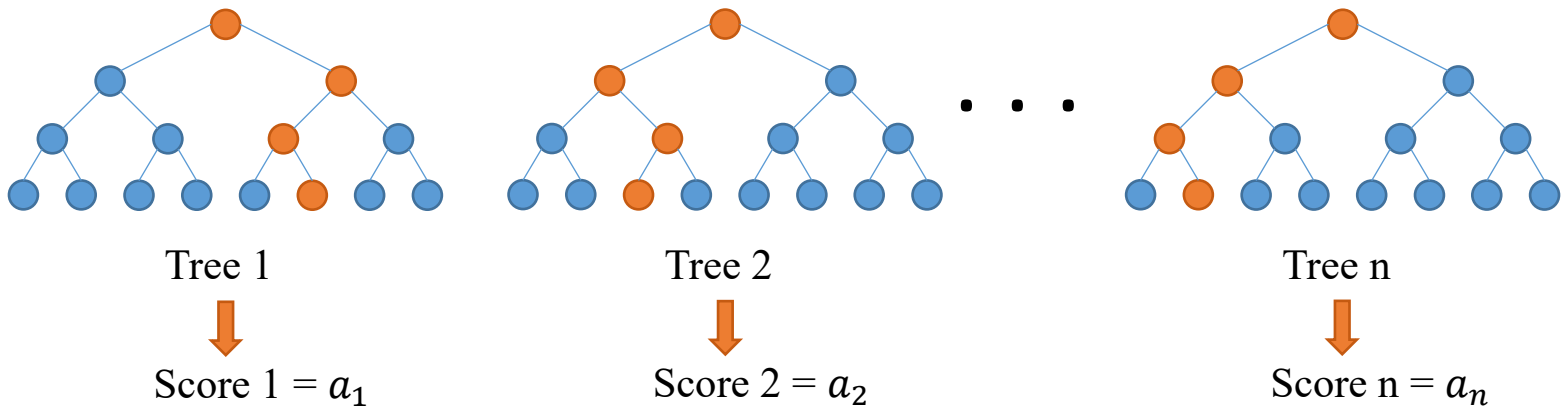 Tree 1
Tree 2
. . .
Tree n
Score 1 = a₁
Score 2 = a₂
Score n = aₙ